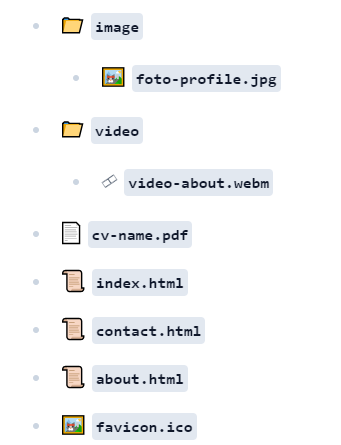 image
foto-profile.jpg
video
video-about.webm
cv-name.pdf
index.html
contact.html
about.html
favicon.ico